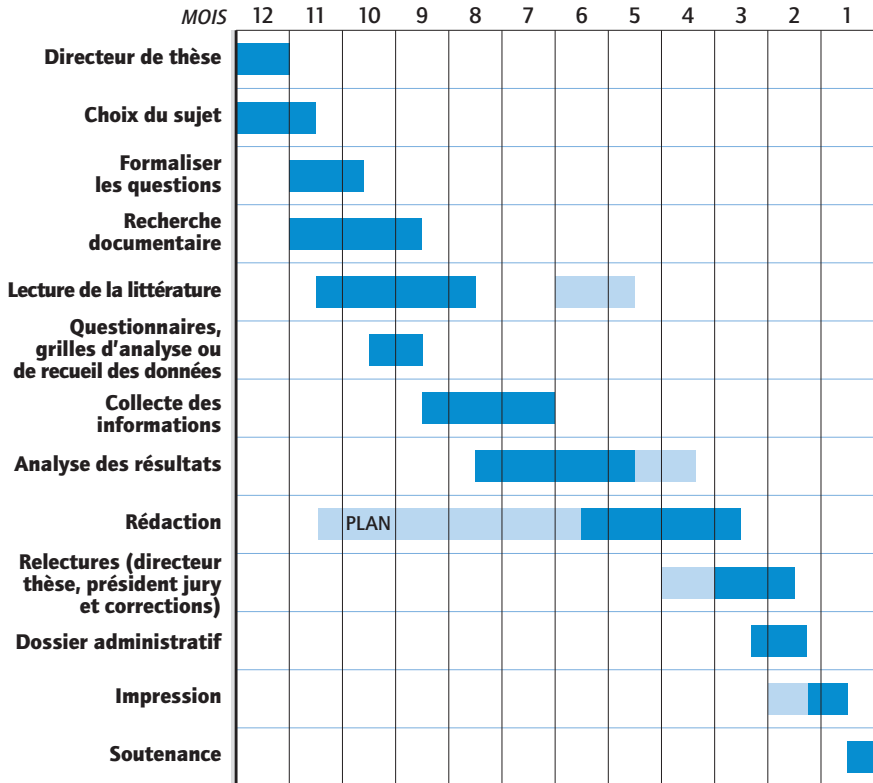 MOIS 12 11 10 9 8 7 6 5 4 3 2 1
Directeur de thèse
Choix du sujet
Formaliser
les questions
Recherche
documentaire
Lecture de la littérature
Questionnaires,
grilles d'analyse ou
de recueil des données
Collecte des
informations
Analyse des résultats
Rédaction PLAN
Relectures (directeur
thèse, président jury
et corrections)
Dossier administratif
Impression
Soutenance